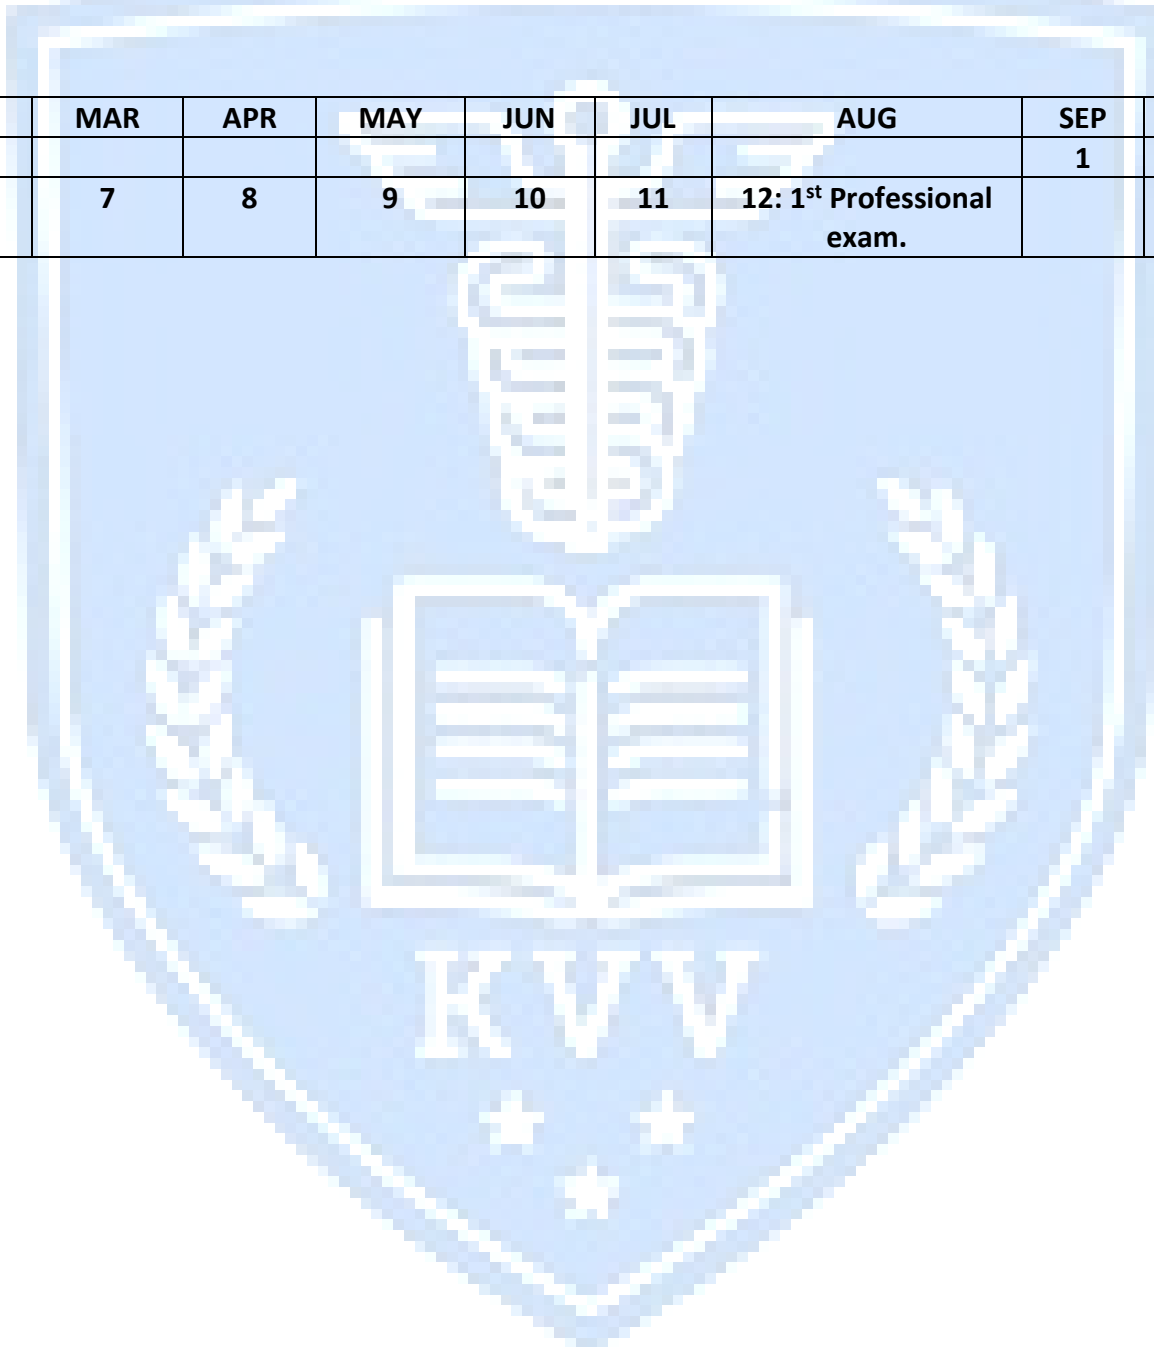 MAR APR MAY JUN JUL AUG SEP
1
7 8 9 10 11 12: 1st Professional
exam.
KVV